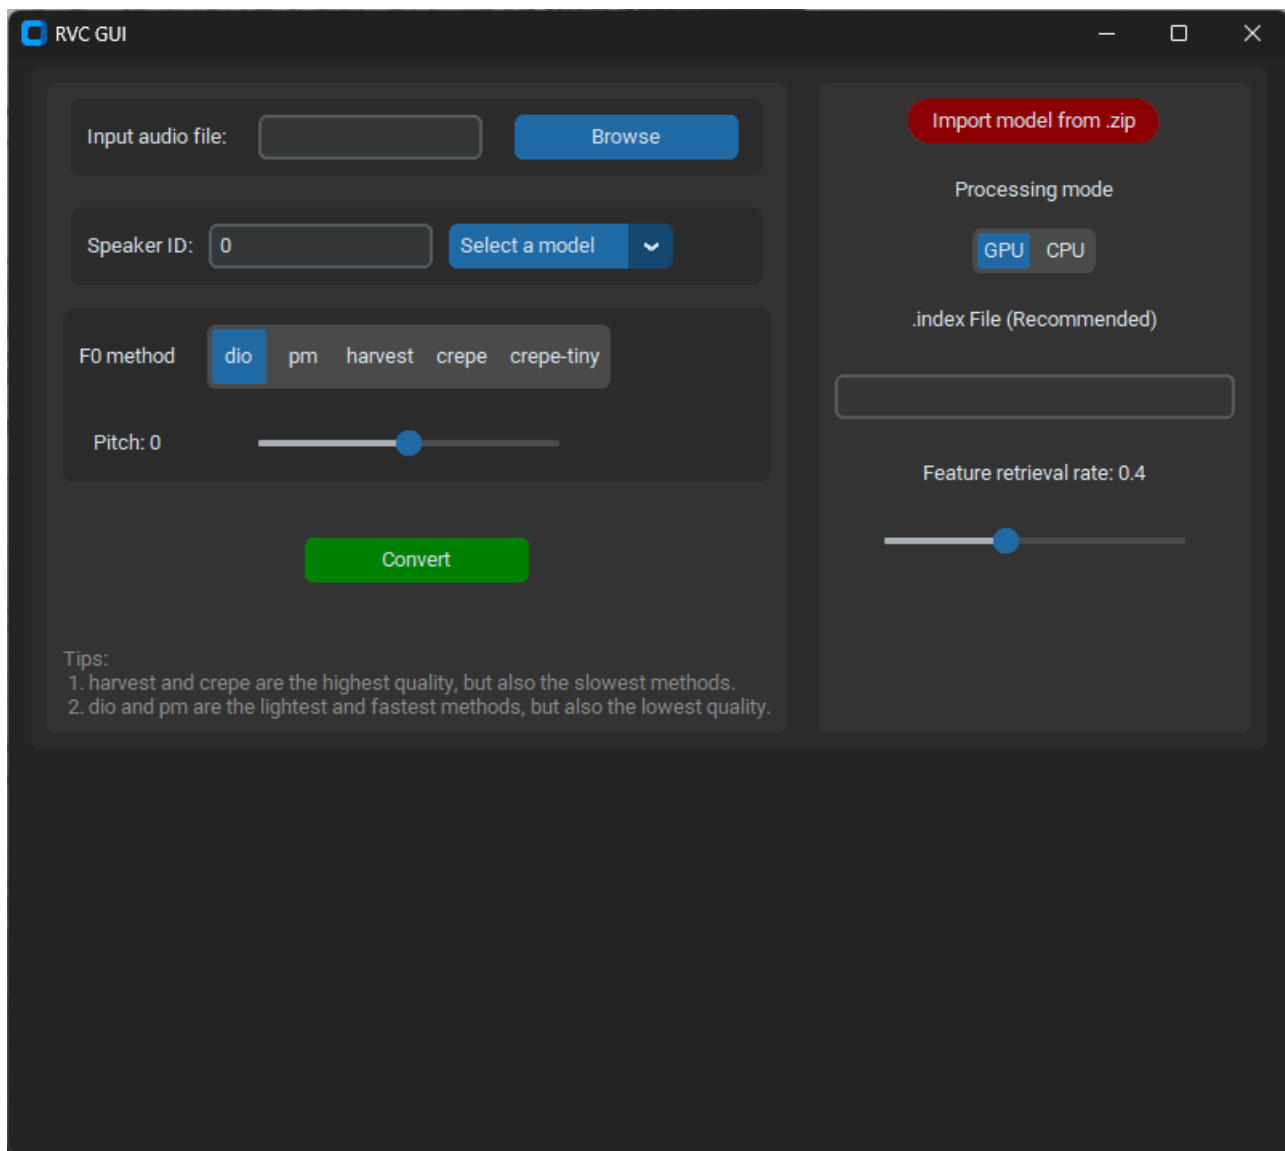 RVC GUI
Input audio file:
Browse
Speaker ID:
0
Select a model
F0 method
dio
pm
harvest
crepe
crepe-tiny
Pitch: 0
Convert
Tips:
1. harvest and crepe are the highest quality, but also the slowest methods.
2. dio and pm are the lightest and fastest methods, but also the lowest quality.
Import model from .zip
Processing mode
GPU
CPU
.index File (Recommended)
Feature retrieval rate: 0.4